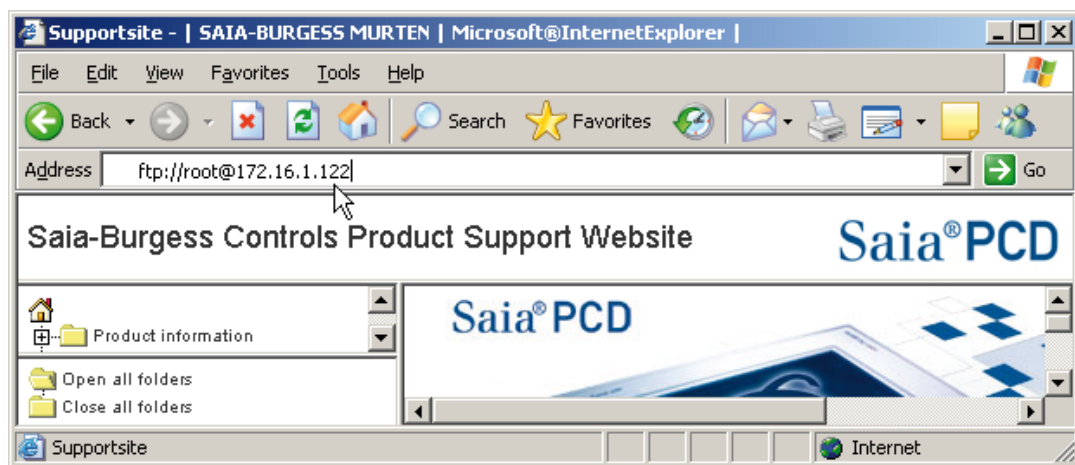 Supportsite - | SAIA-BURGESS MURTEN | Microsoft®InternetExplorer |
File Edit View Favorites Tools Help
Back Search Favorites
Address ftp://root@172.16.1.122 Go
Saia-Burgess Controls Product Support Website Saia®PCD
Product information
Saia®PCD
Open all folders
Close all folders
Supportsite Internet